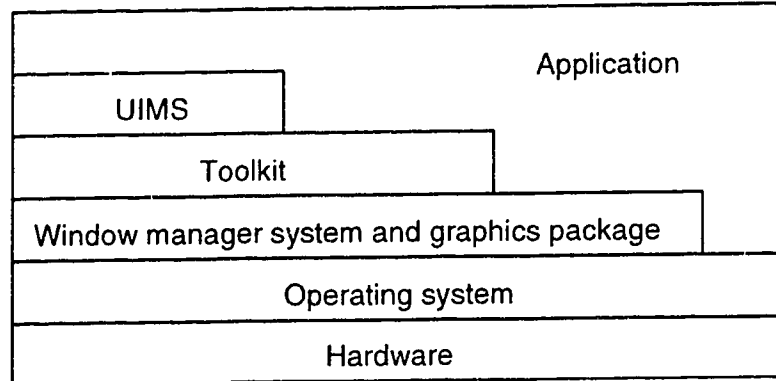 Application
UIMS
Toolkit
Window manager system and graphics package
Operating system
Hardware